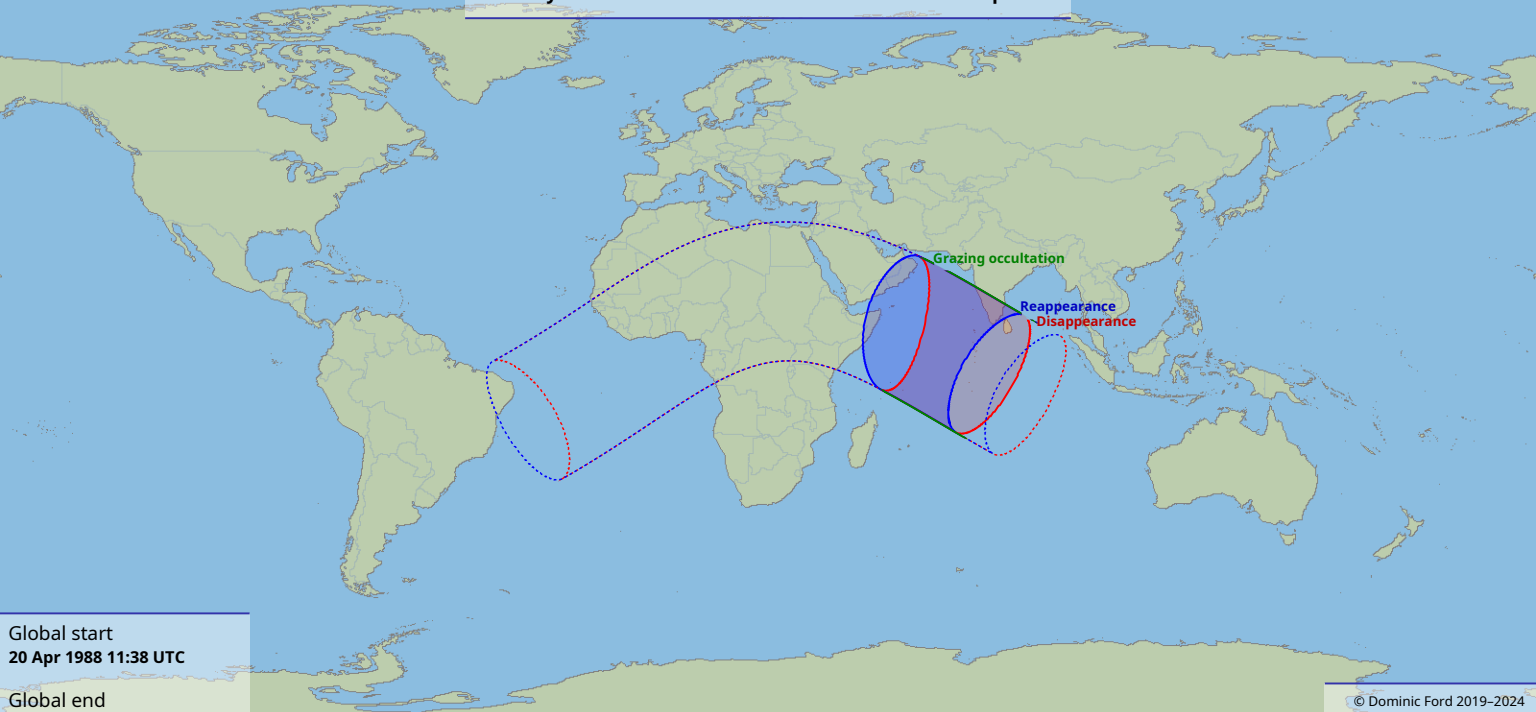 Grazing occultation
Reappearance
Disappearance
Global start
20 Apr 1988 11:38 UTC
Global end
© Dominic Ford 2019–2024